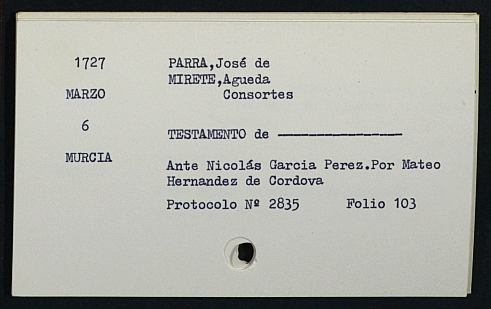 1727
MARZO
6
MURCIA
PARRA,José de
MIRETE,Agueda
Consortes
TESTAMENTO de ----------------
Ante Nicolás Garcia Perez.Por Mateo
Hernandez de Cordova
Protocolo Nº 2835 Folio 103